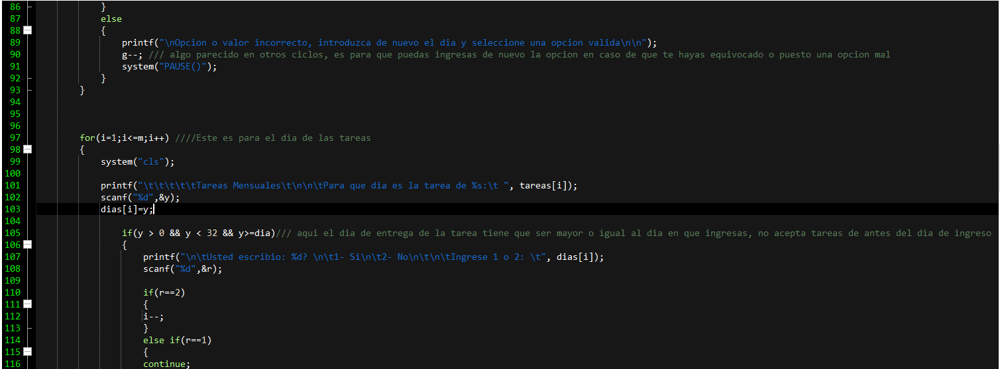 86 }
87 else
88 {
89 printf("\nOpcion o valor incorrecto, introduzca de nuevo el dia y seleccione una opcion valida\n\n");
90 g--; /// algo parecido en otros ciclos, es para que puedas ingresas de nuevo la opcion en caso de que te hayas equivocado o puesto una opcion mal
91 system("PAUSE()");
92 }
93 }
94
95
96
97 for(i=1;i<=m;i++) ////Este es para el dia de las tareas
98 {
99 system("cls");
100
101 printf("\t\t\t\t\tTareas Mensuales\t\n\n\tPara que dia es la tarea de %s:\t ", tareas[i]);
102 scanf("%d",&y);
103 dias[i]=y;
104
105 if(y > 0 && y < 32 && y>=dia)/// aqui el dia de entrega de la tarea tiene que ser mayor o igual al dia en que ingresas, no acepta tareas de antes del dia de ingreso
106 {
107 printf("\n\tUsted escribio: %d? \n\t1- Si\n\t2- No\n\t\n\tIngrese 1 o 2: \t", dias[i]);
108 scanf("%d",&r);
109
110 if(r==2)
111 {
112 i--;
113 }
114 else if(r==1)
115 {
116 continue;